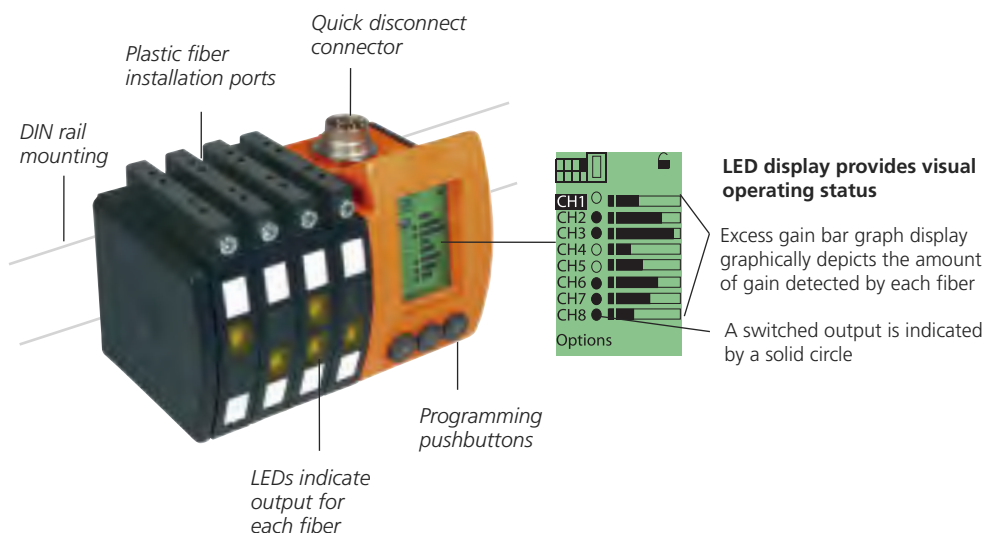 Quick disconnect
connector
Plastic fiber
installation ports
DIN rail
mounting
LED display provides visual
operating status
CH1
CH2
CH3
CH4
CH5
CH6
CH7
CH8
Options
Excess gain bar graph display
graphically depicts the amount
of gain detected by each fiber
A switched output is indicated
by a solid circle
Programming
pushbuttons
LEDs indicate
output for
each fiber